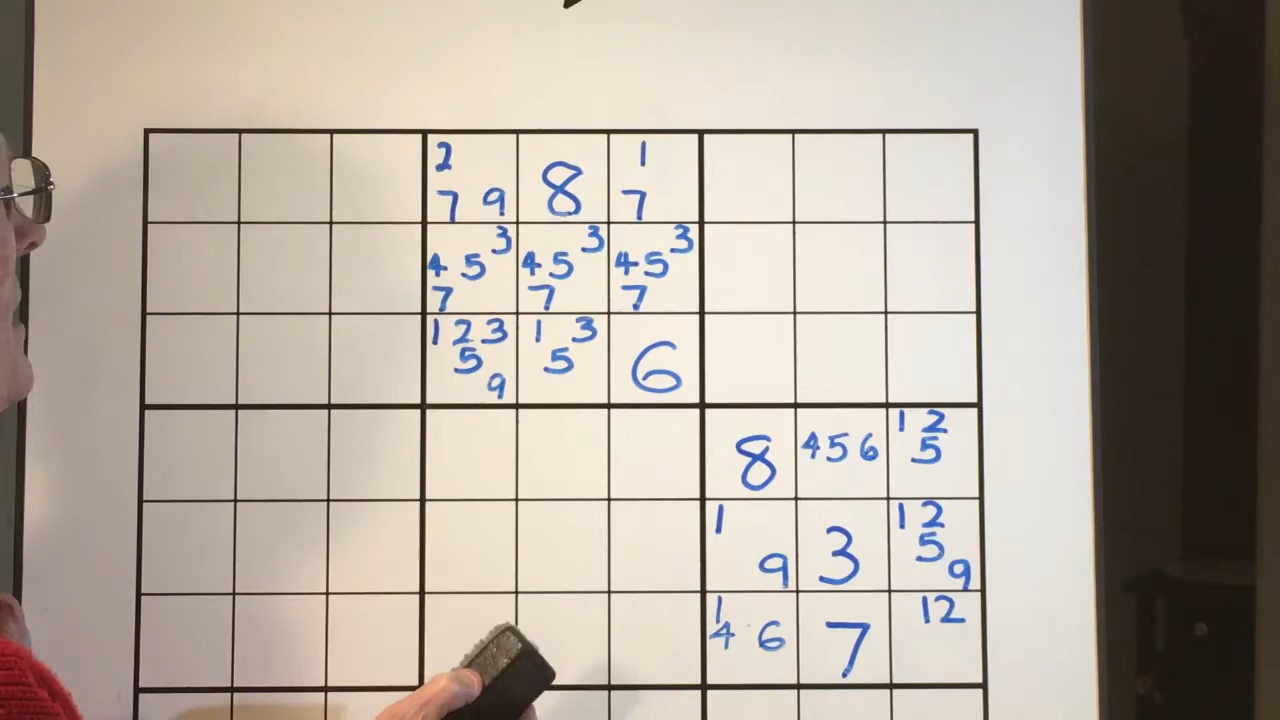 2 1
7 9 8 7
3 3 3
4 5 4 5 4 5
7 7 7
1 2 3 1 3
5 5 6
9
1 2
8 4 5 6 5
1 1 2
5
9 3 9
1 1 2
4 6 7